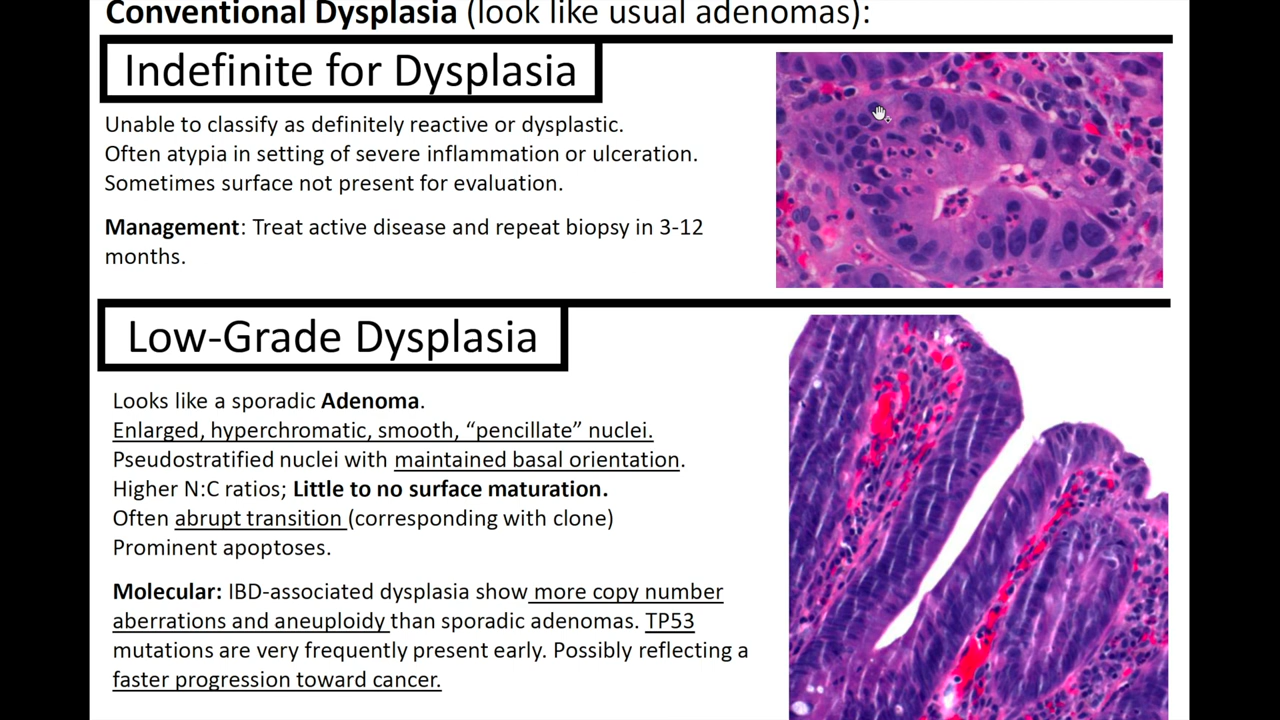 Conventional Dysplasia (look like usual adenomas):
Indefinite for Dysplasia
Unable to classify as definitely reactive or dysplastic.
Often atypia in setting of severe inflammation or ulceration.
Sometimes surface not present for evaluation.
Management: Treat active disease and repeat biopsy in 3-12
months.
Low-Grade Dysplasia
Looks like a sporadic Adenoma.
Enlarged, hyperchromatic, smooth, “pencillate” nuclei.
Pseudostratified nuclei with maintained basal orientation.
Higher N:C ratios; Little to no surface maturation.
Often abrupt transition (corresponding with clone)
Prominent apoptoses.
Molecular: IBD-associated dysplasia show more copy number
aberrations and aneuploidy than sporadic adenomas. TP53
mutations are very frequently present early. Possibly reflecting a
faster progression toward cancer.